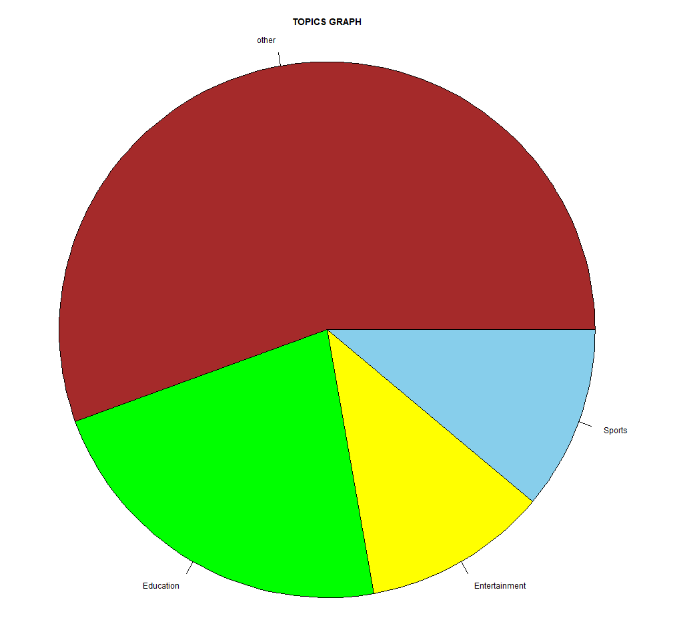 TOPICS GRAPH
other
Sports
Education
Entertainment